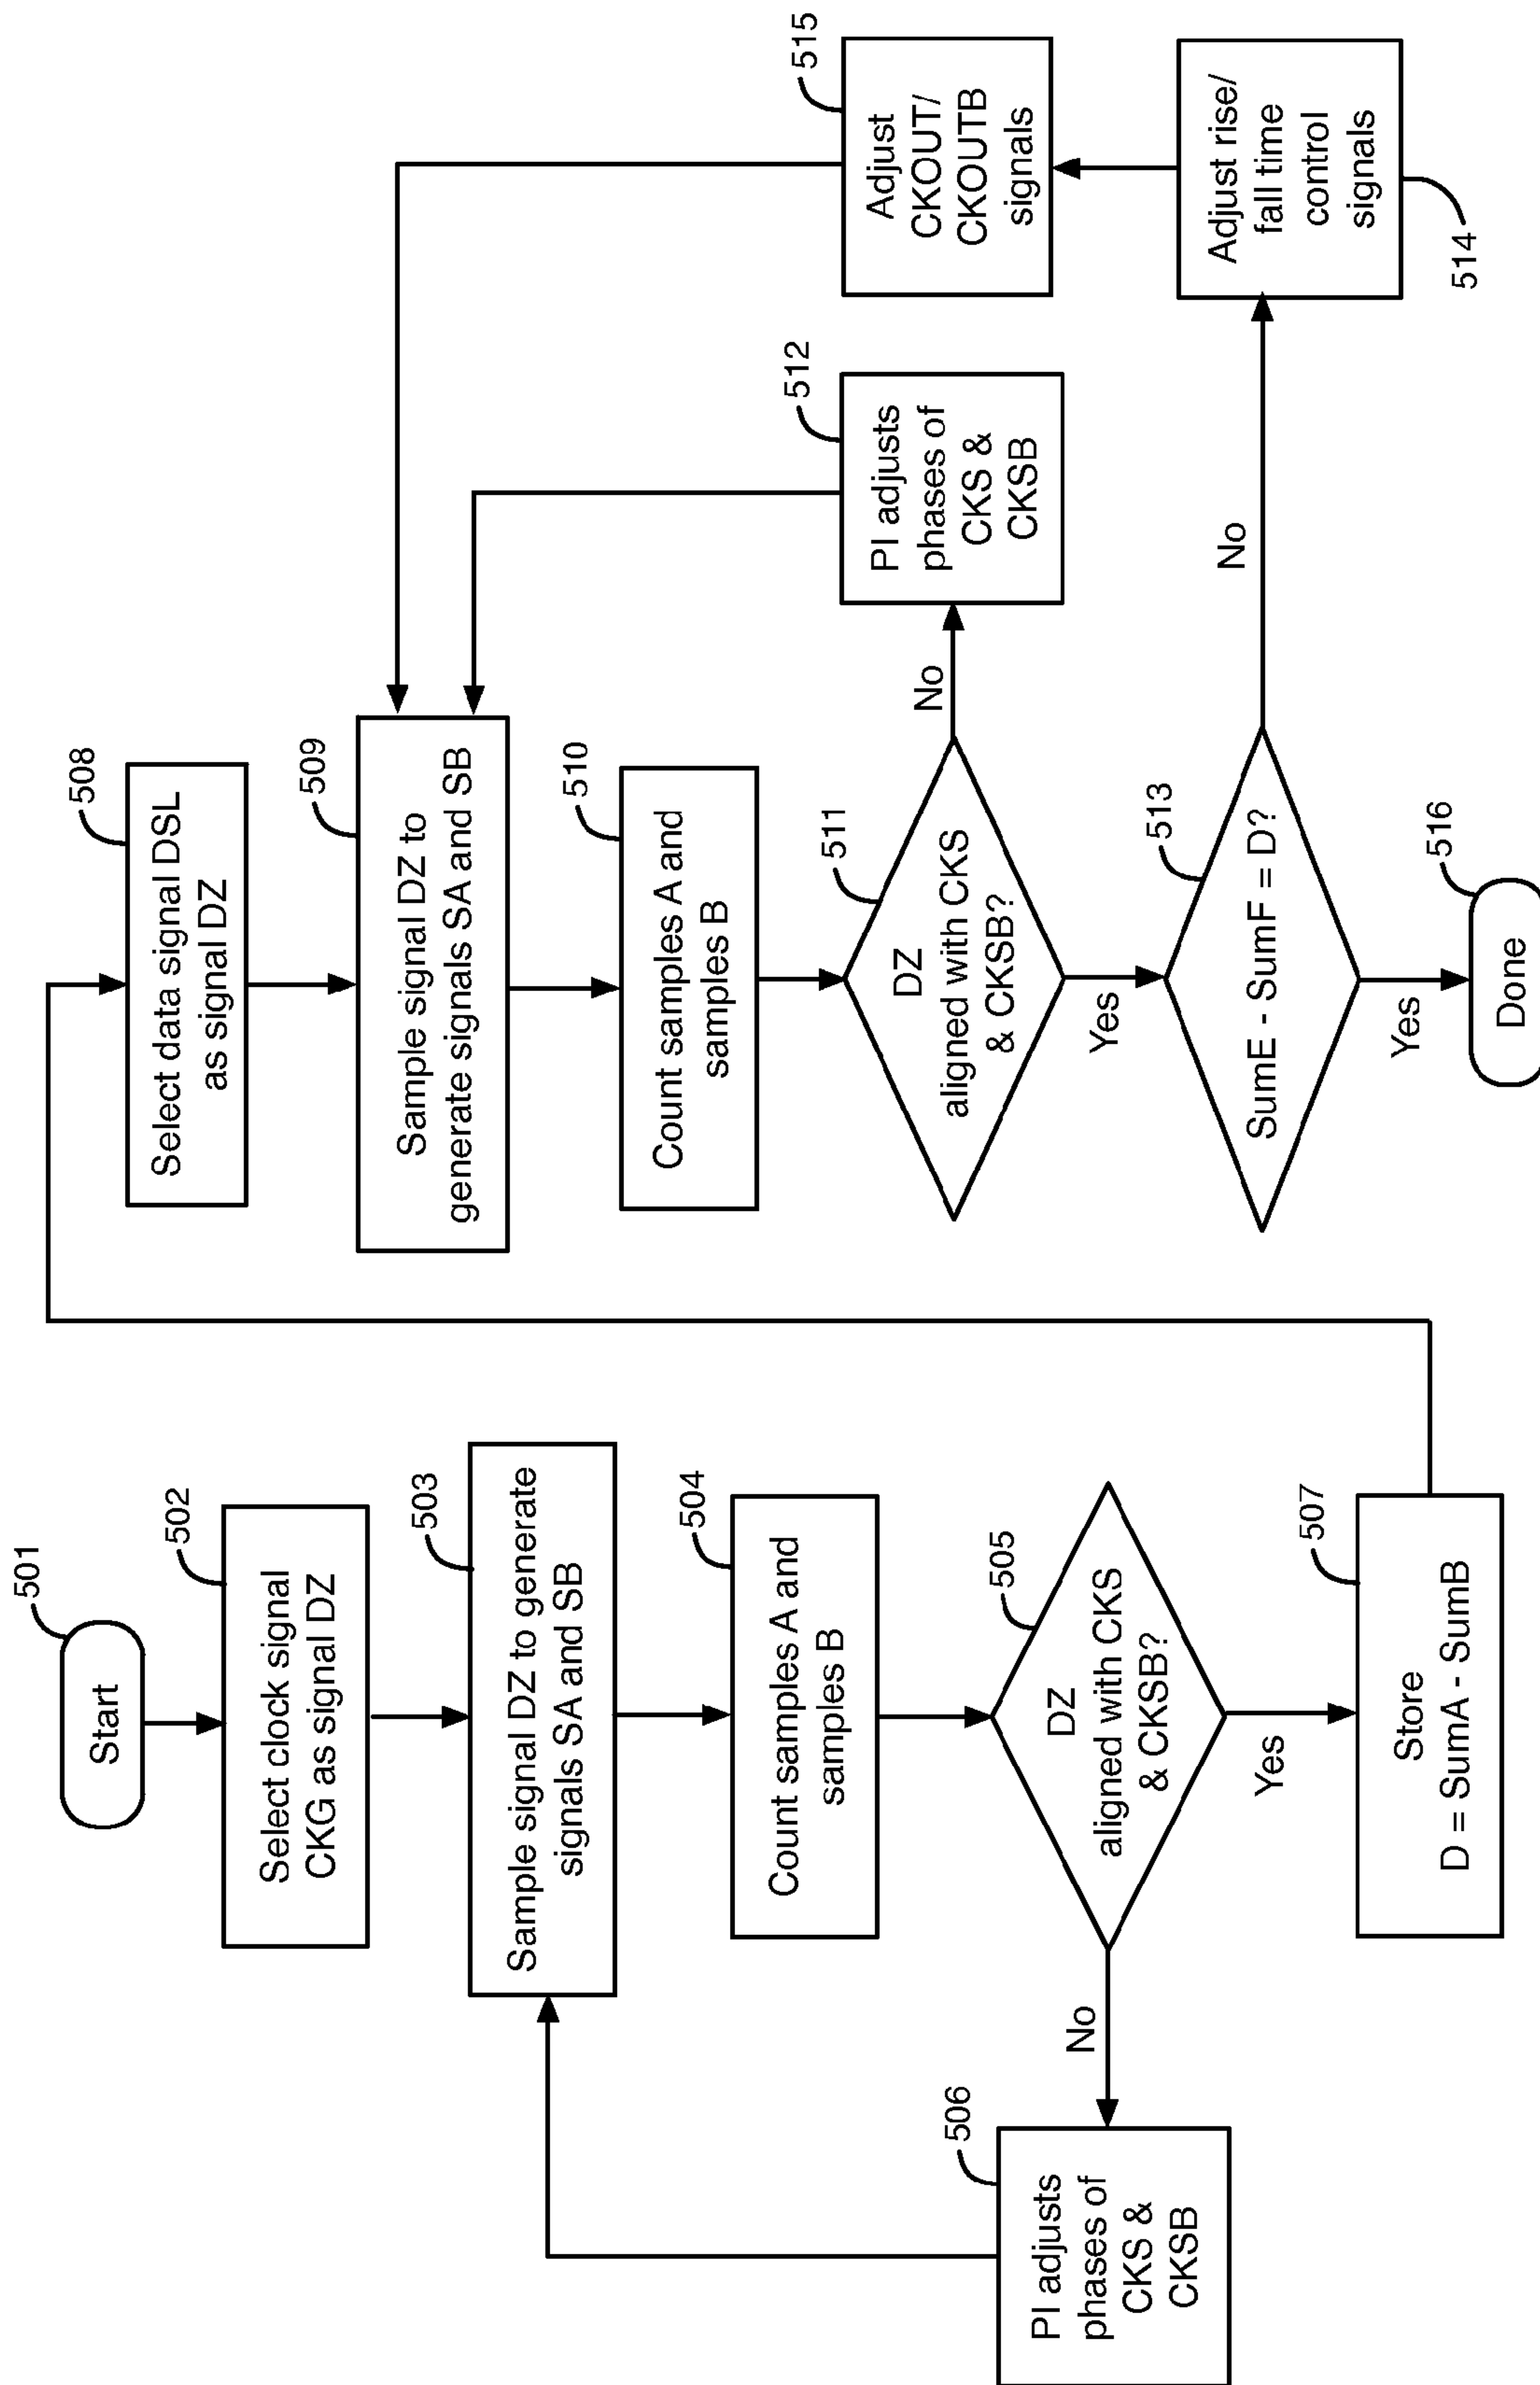 501
Start
502
Select clock signal
CKG as signal DZ
503
Sample signal DZ to generate
signals SA and SB
504
Count samples A and
samples B
505
DZ
aligned with CKS
& CKSB?
No
506
PI adjusts
phases of
CKS &
CKSB
Yes
507
Store
D = SumA - SumB
508
Select data signal DSL
as signal DZ
509
Sample signal DZ to
generate signals SA and SB
510
Count samples A and
samples B
511
DZ
aligned with CKS
& CKSB?
No
512
PI adjusts
phases of
CKS &
CKSB
Yes
513
SumE - SumF = D?
No
514
Adjust rise/
fall time
control
signals
515
Adjust
CKOUT/
CKOUTB
signals
Yes
516
Done